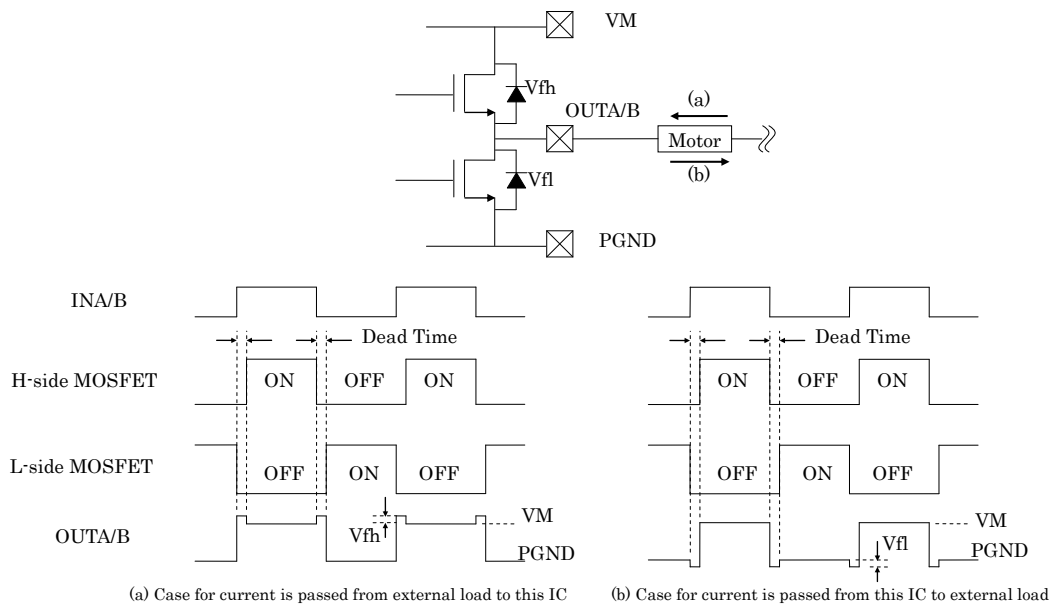 VM
Vfh
OUTA/B
(a)
Motor
(b)
Vfl
PGND
INA/B
Dead Time
Dead Time
H-side MOSFET
ON
OFF
ON
ON
OFF
ON
L-side MOSFET
OFF
ON
OFF
OFF
ON
OFF
OUTA/B
Vfh
VM
PGND
Vfl
VM
PGND
(a) Case for current is passed from external load to this IC
(b) Case for current is passed from this IC to external load